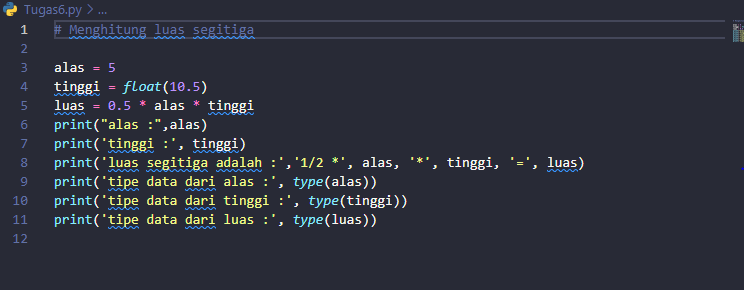 Tugas6.py > ...
1 # Menghitung luas segitiga
2
3 alas = 5
4 tinggi = float(10.5)
5 luas = 0.5 * alas * tinggi
6 print("alas :",alas)
7 print('tinggi :', tinggi)
8 print('luas segitiga adalah :','1/2 *', alas, '*', tinggi, '=', luas)
9 print('tipe data dari alas :', type(alas))
10 print('tipe data dari tinggi :', type(tinggi))
11 print('tipe data dari luas :', type(luas))
12